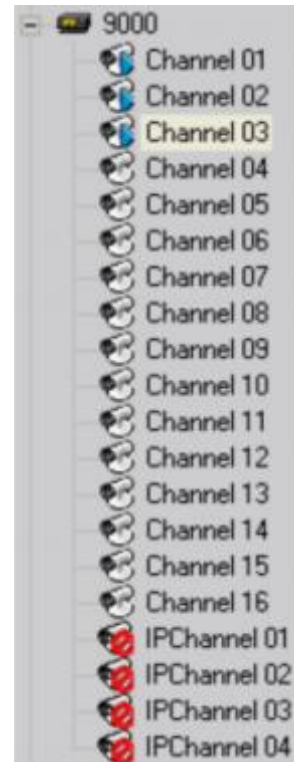 9000
Channel 01
Channel 02
Channel 03
Channel 04
Channel 05
Channel 06
Channel 07
Channel 08
Channel 09
Channel 10
Channel 11
Channel 12
Channel 13
Channel 14
Channel 15
Channel 16
IPChannel 01
IPChannel 02
IPChannel 03
IPChannel 04